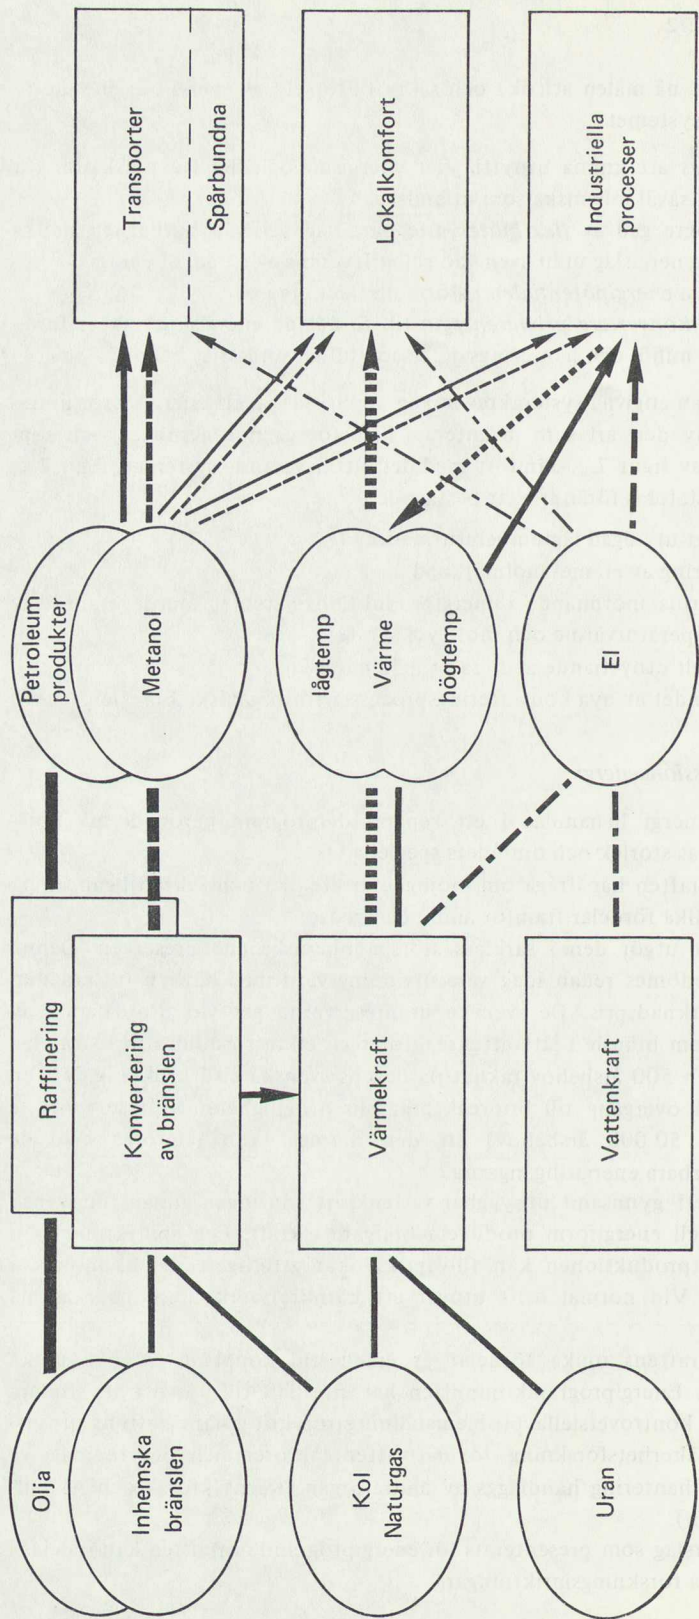 Olja
Inhemska
bränslen
Kol
Naturgas
Uran
Raffinering
Konvertering
av bränslen
Värmekraft
Vattenkraft
Petroleum
produkter
Metanol
lågtemp
Värme
högtemp
El
Transporter
Spårbundna
Lokalkomfort
Industriella
processer